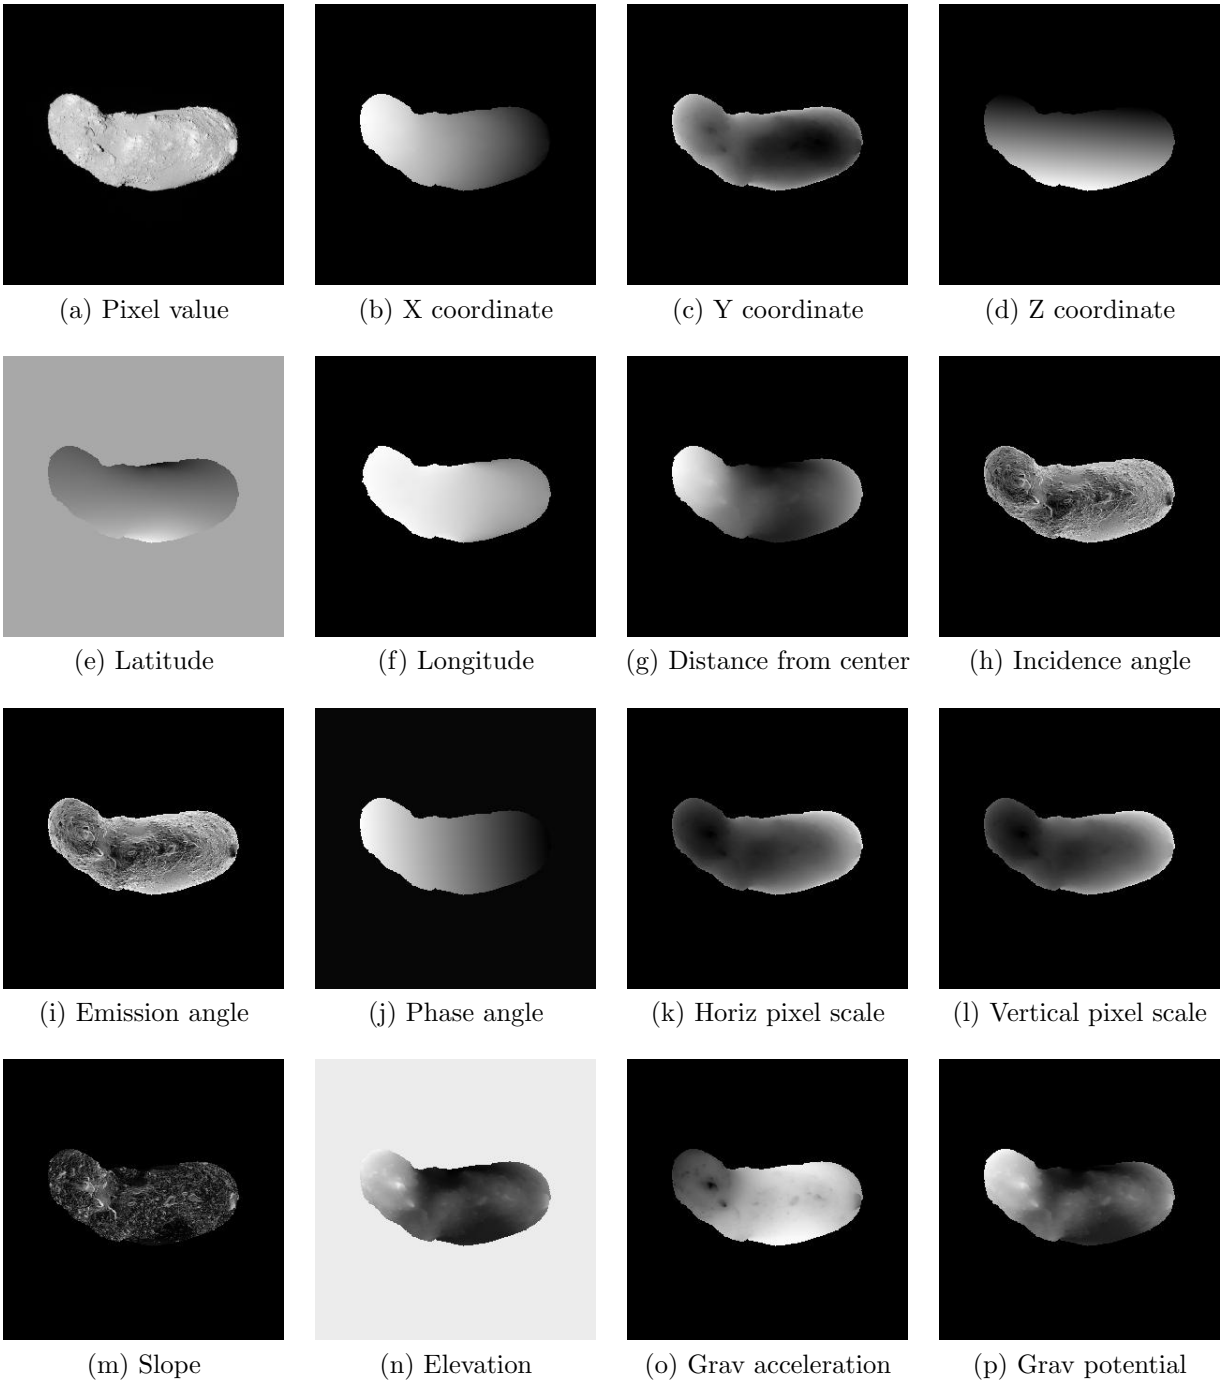 (a) Pixel value
(b) X coordinate
(c) Y coordinate
(d) Z coordinate
(e) Latitude
(f) Longitude
(g) Distance from center
(h) Incidence angle
(i) Emission angle
(j) Phase angle
(k) Horiz pixel scale
(l) Vertical pixel scale
(m) Slope
(n) Elevation
(o) Grav acceleration
(p) Grav potential